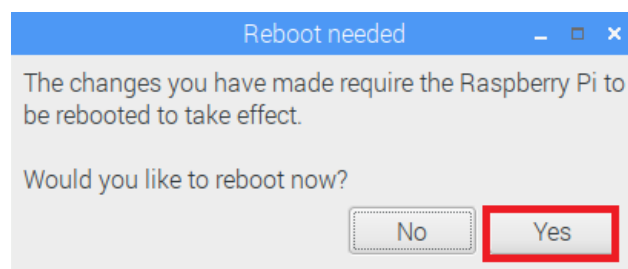 Reboot needed
The changes you have made require the Raspberry Pi to
be rebooted to take effect.
Would you like to reboot now?
No Yes